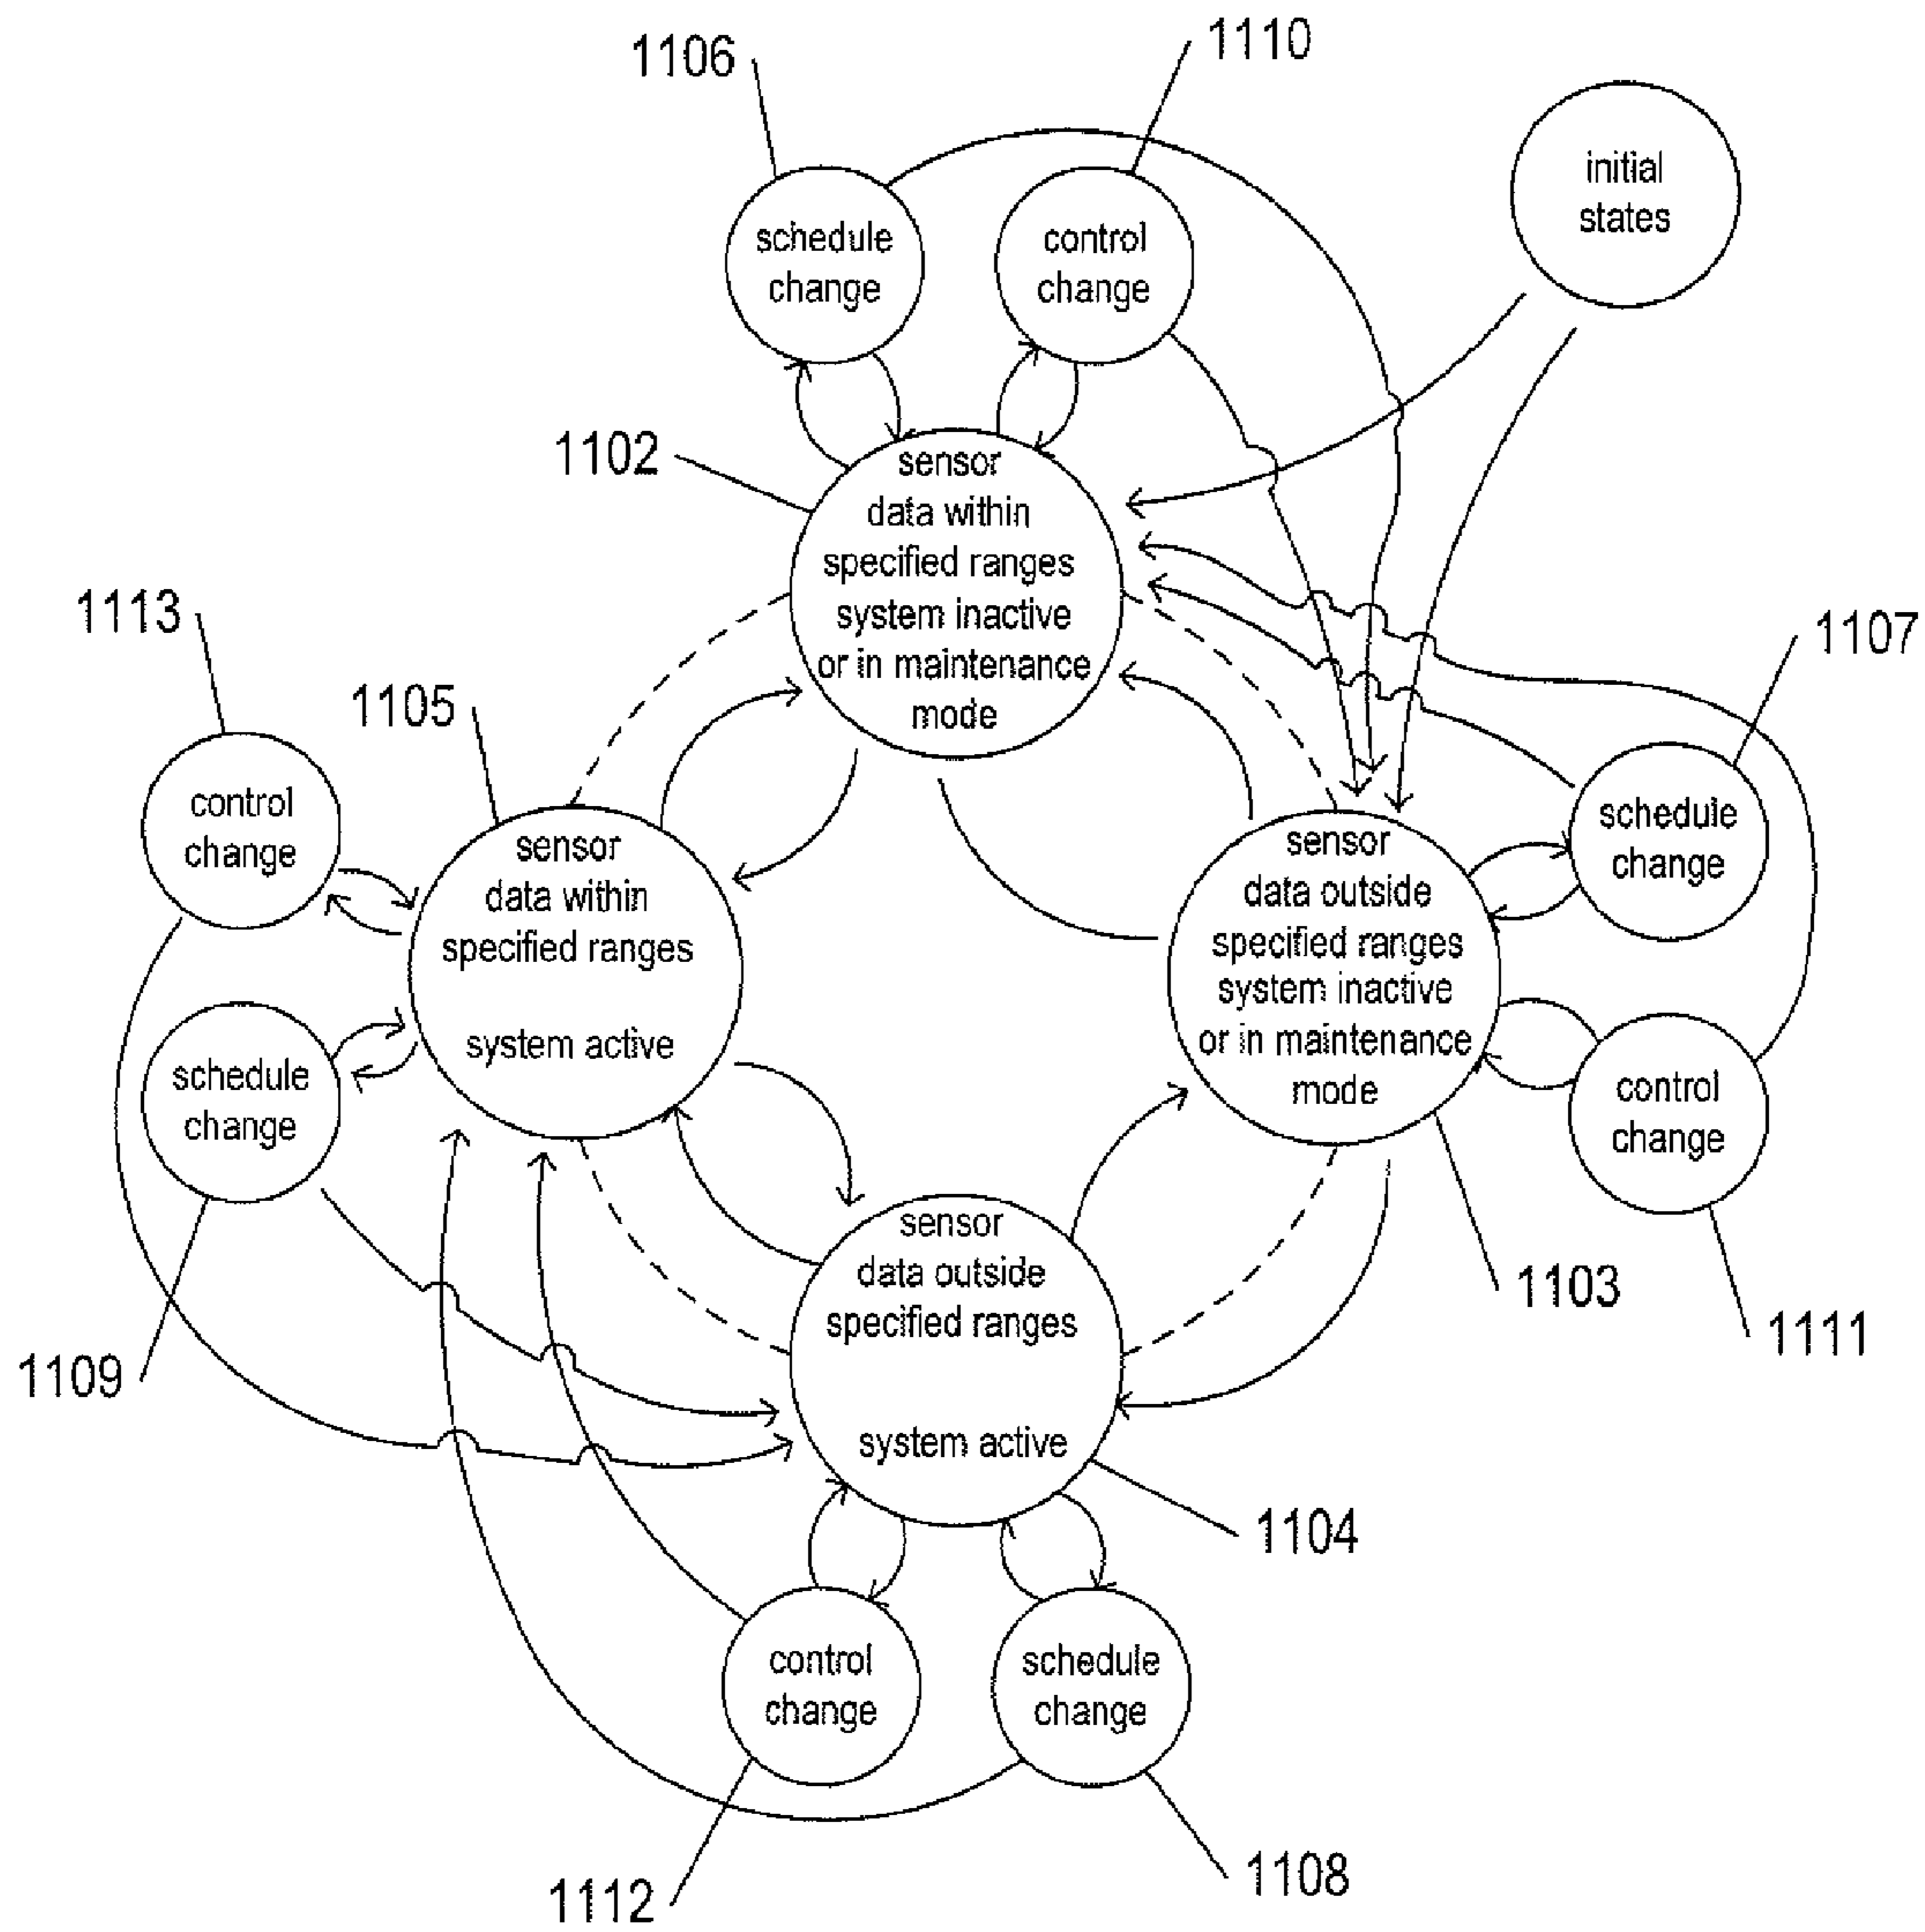 1106
1110
initial
states
schedule
change
control
change
1102
sensor
data within
specified ranges
system inactive
or in maintenance
mode
1113
1105
1107
control
change
sensor
data within
specified ranges
system active
sensor
data outside
specified ranges
system inactive
or in maintenance
mode
schedule
change
schedule
change
control
change
1109
sensor
data outside
specified ranges
system active
1103
1111
1104
control
change
schedule
change
1112
1108